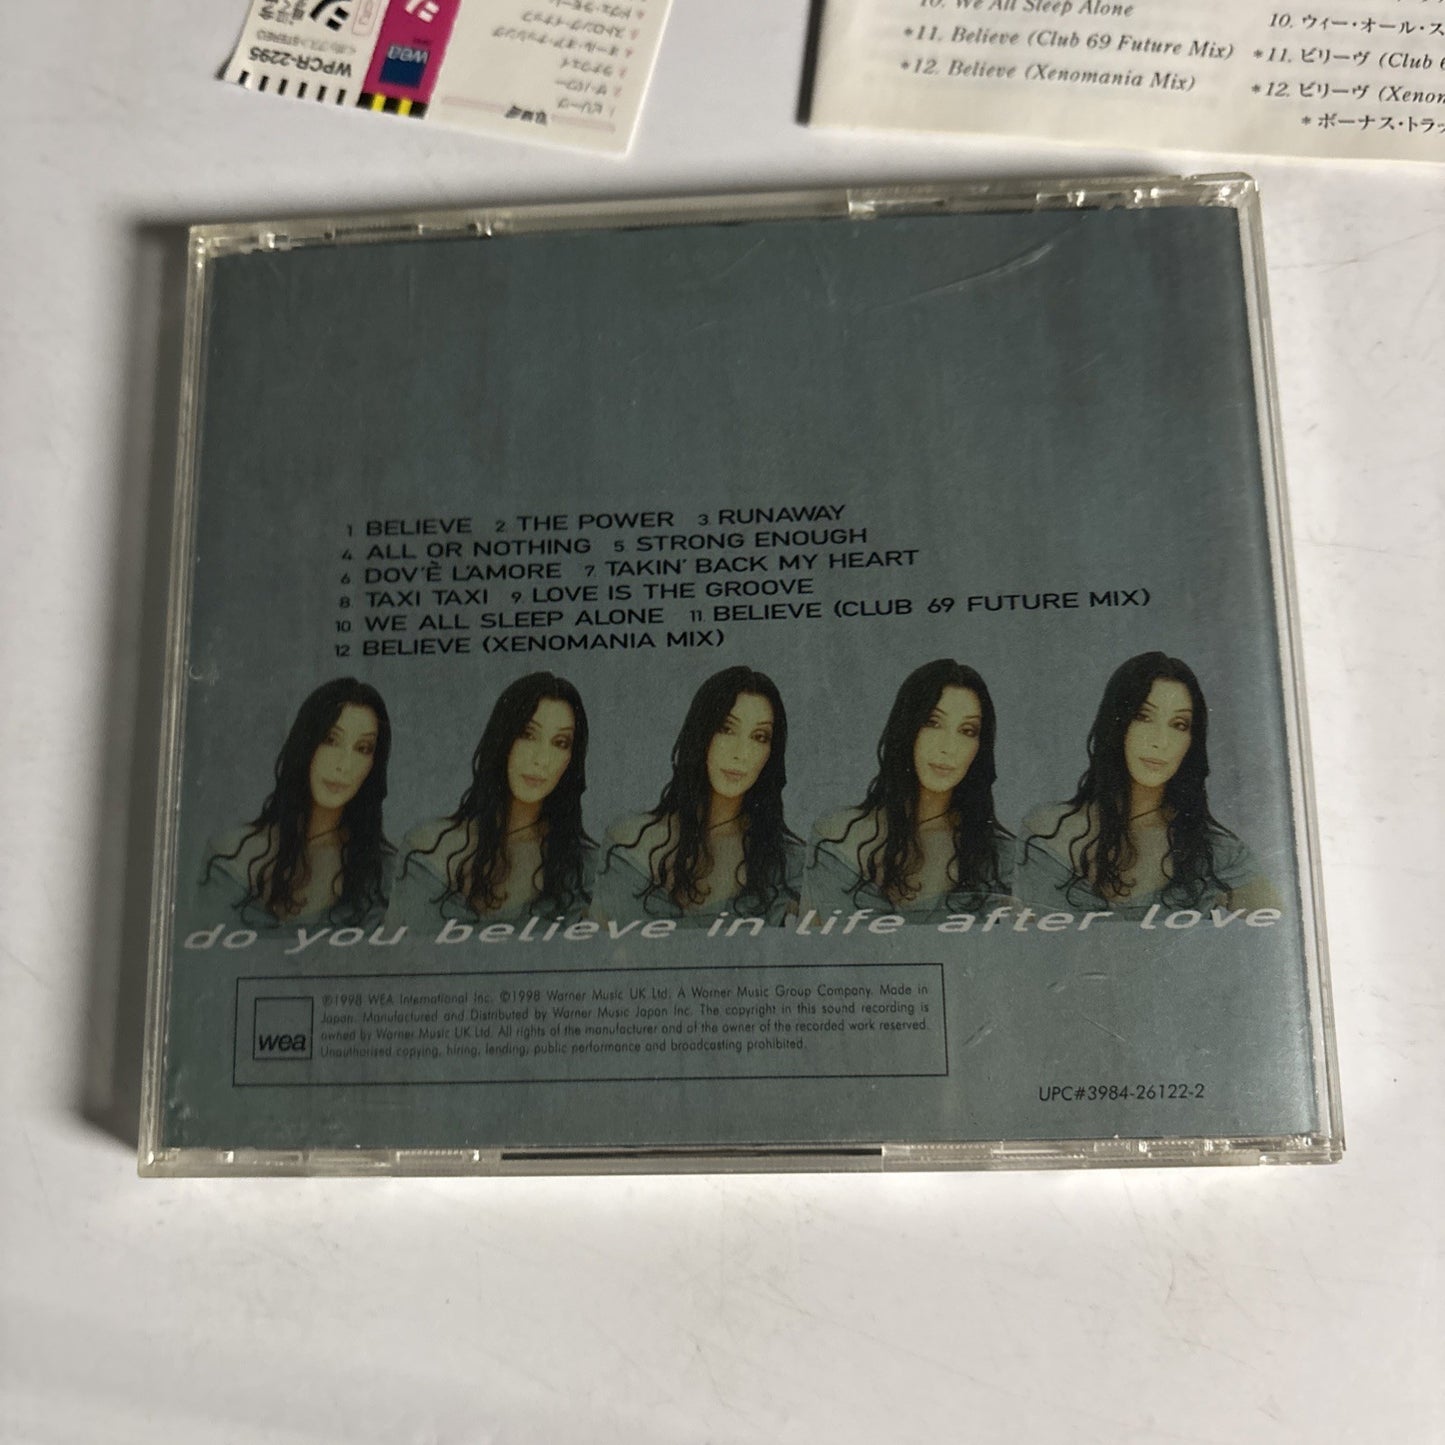 WPCR-2295
wea
10. We All Sleep Alone
*11. Believe (Club 69 Future Mix)
*12. Believe (Xenomania Mix)
10. ウィー・オール・ス
*11. ビリーヴ (Club 6
*12. ビリーヴ (Xenon
* ボーナス・トラッ
1 BELIEVE 2 THE POWER 3 RUNAWAY
4 ALL OR NOTHING 5 STRONG ENOUGH
6 DOV'È L'AMORE 7 TAKIN' BACK MY HEART
8 TAXI TAXI 9 LOVE IS THE GROOVE
10 WE ALL SLEEP ALONE 11 BELIEVE (CLUB 69 FUTURE MIX)
12 BELIEVE (XENOMANIA MIX)
do you believe in life after love
wea
℗1998 WEA International Inc. ©1998 Warner Music UK Ltd. A Warner Music Group Company. Made in
Japan. Manufactured and Distributed by Warner Music Japan Inc. The copyright in this sound recording is
owned by Warner Music UK Ltd. All rights of the manufacturer and of the owner of the recorded work reserved.
Unauthorised copying, hiring, lending, public performance and broadcasting prohibited.
UPC#3984-26122-2